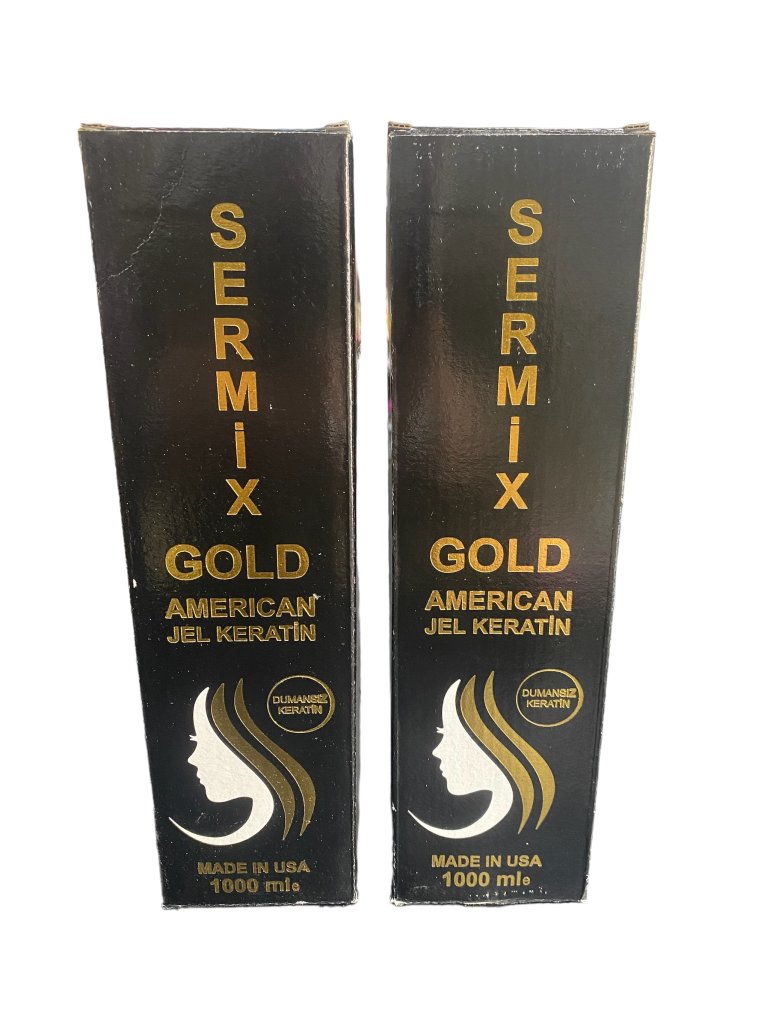 SERMİX
GOLD
AMERICAN
JEL KERATİN
DUMANSIZ
KERATİN
MADE IN USA
1000 ml℮
SERMİX
GOLD
AMERICAN
JEL KERATİN
DUMANSIZ
KERATİN
MADE IN USA
1000 ml℮